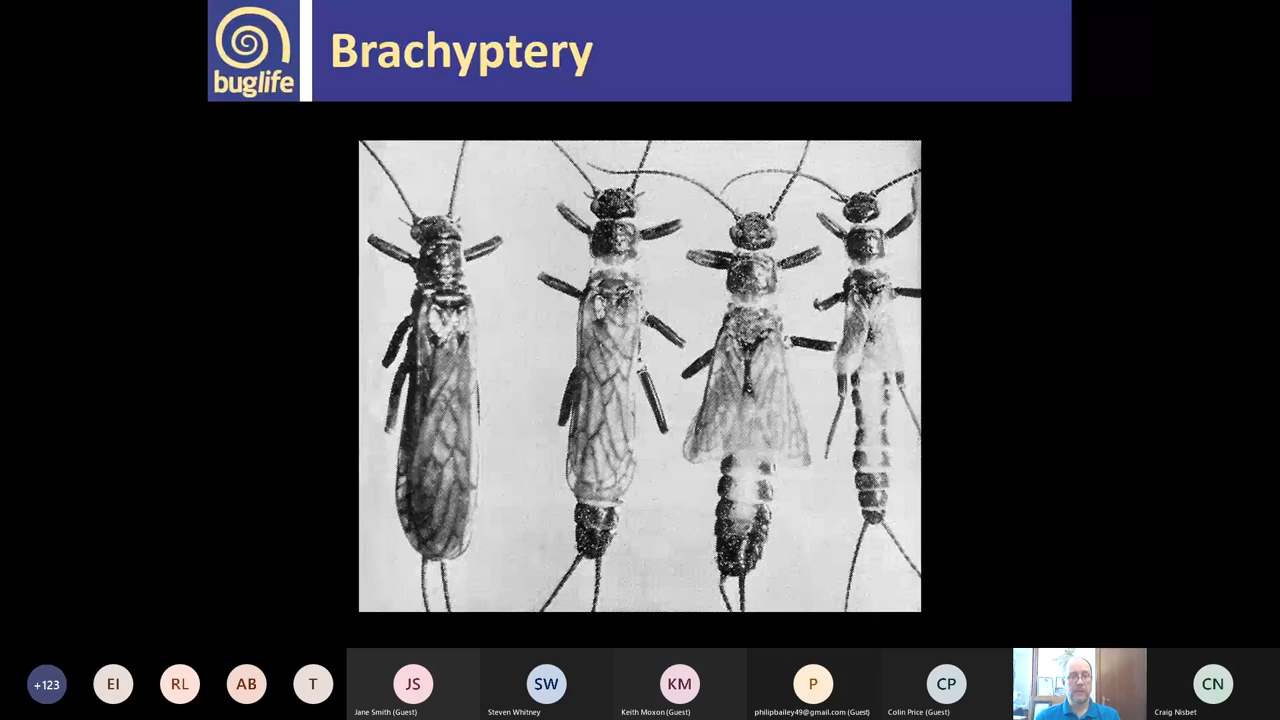 buglife
Brachyptery
+123
EI
RL
AB
T
JS
SW
KM
P
CP
CN
Jane Smith (Guest)
Steven Whitney
Keith Moxon (Guest)
philipbailey49@gmail.com (Guest)
Colin Price (Guest)
Craig Nisbet